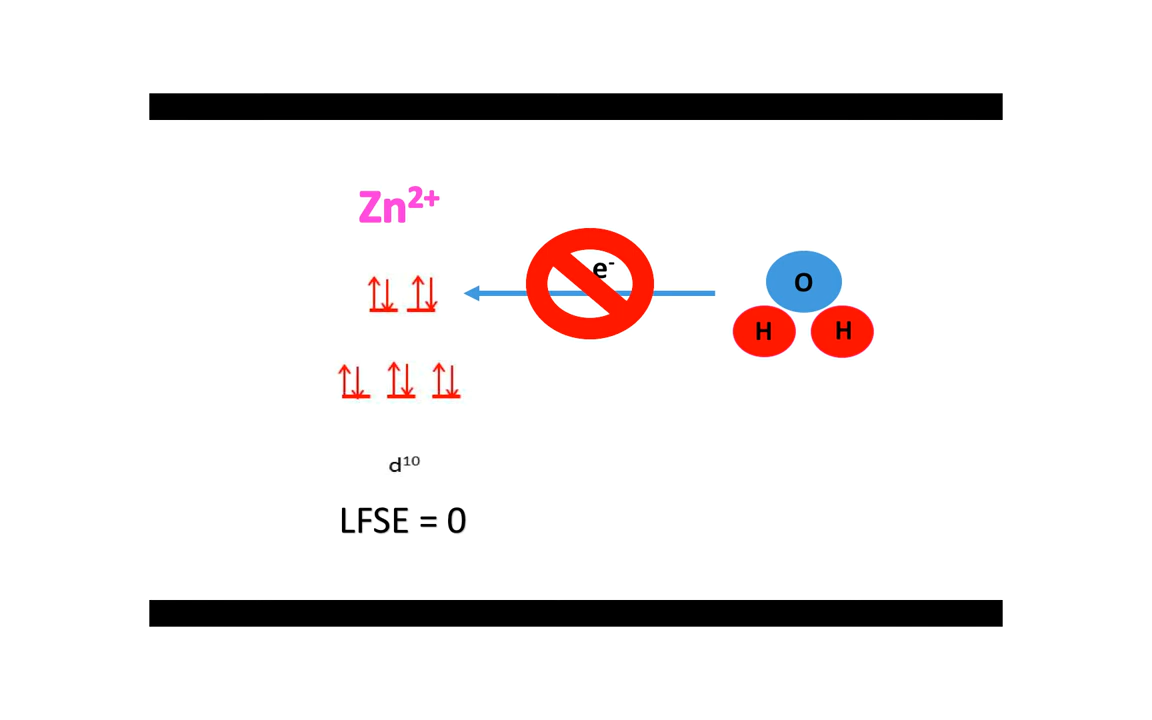 Zn²⁺
e⁻
O
H H
d¹⁰
LFSE = 0